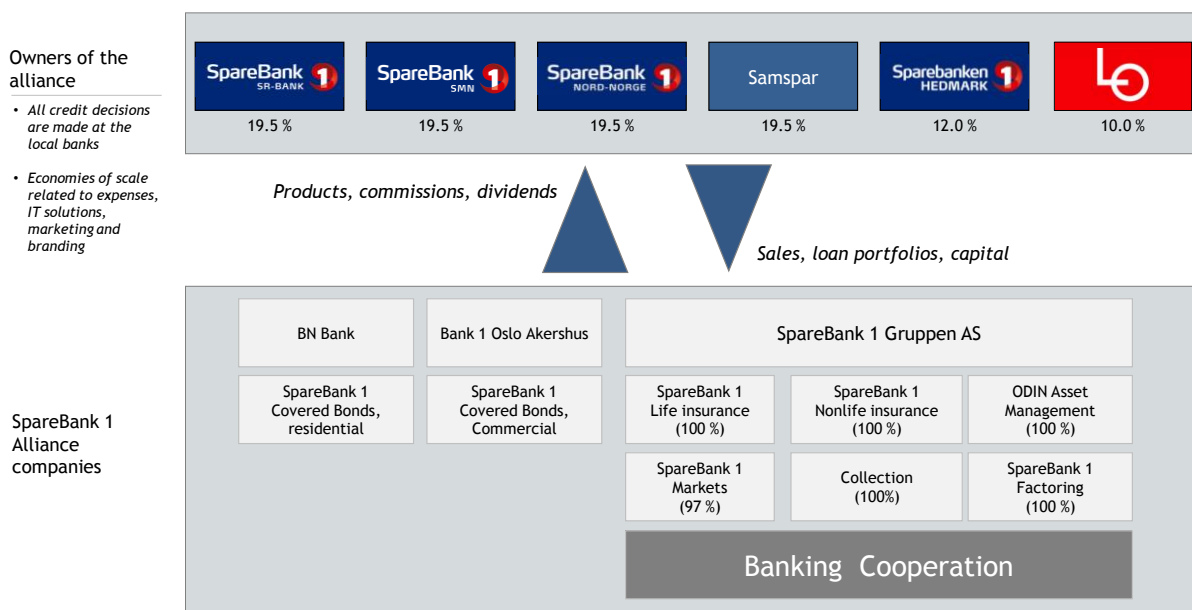 Owners of the
alliance
• All credit decisions
are made at the
local banks
• Economies of scale
related to expenses,
IT solutions,
marketing and
branding
SpareBank 1
SR-BANK
19.5 %
SpareBank 1
SMN
19.5 %
SpareBank 1
NORD-NORGE
19.5 %
Samspar
19.5 %
Sparebanken 1
HEDMARK
12.0 %
LO
10.0 %
Products, commissions, dividends
Sales, loan portfolios, capital
SpareBank 1
Alliance
companies
BN Bank
Bank 1 Oslo Akershus
SpareBank 1 Gruppen AS
SpareBank 1
Covered Bonds,
residential
SpareBank 1
Covered Bonds,
Commercial
SpareBank 1
Life insurance
(100 %)
SpareBank 1
Nonlife insurance
(100 %)
ODIN Asset
Management
(100 %)
SpareBank 1
Markets
(97 %)
Collection
(100%)
SpareBank 1
Factoring
(100 %)
Banking Cooperation